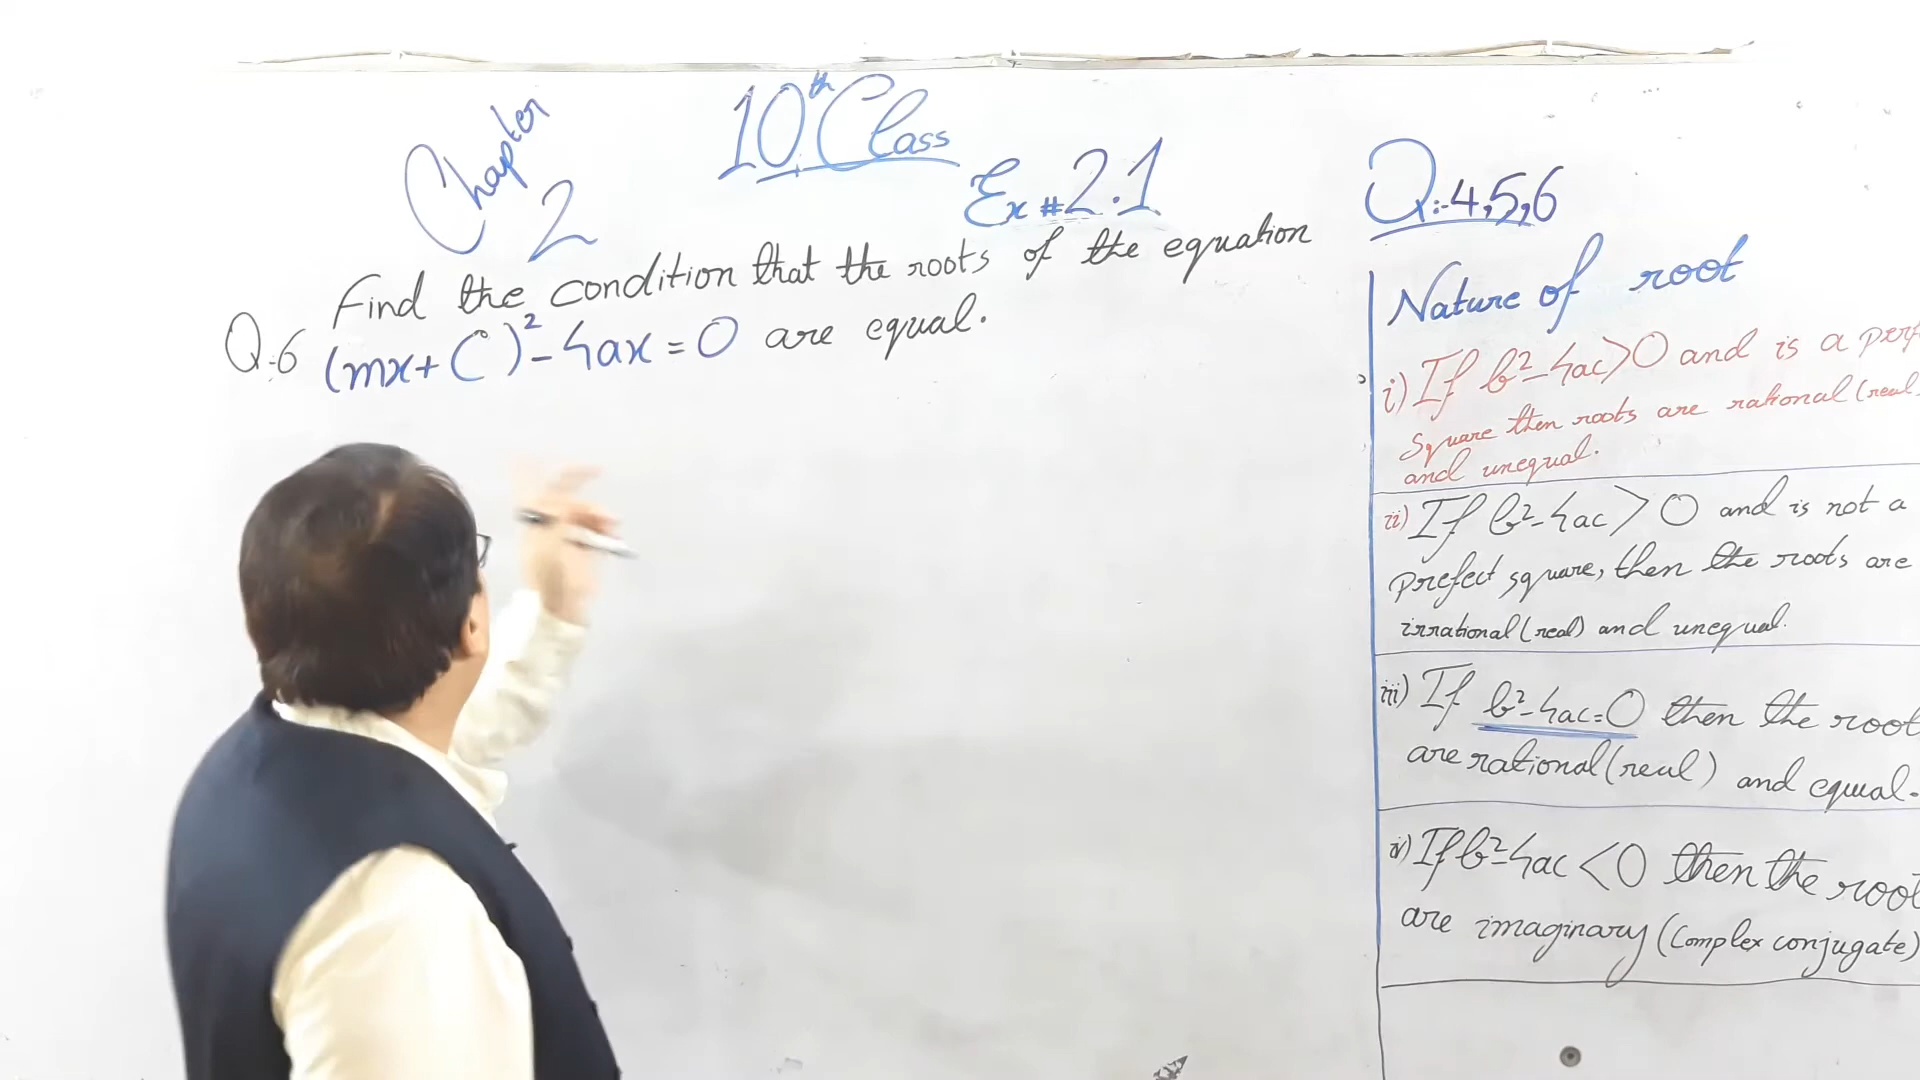 Chapter 2
10th Class
Ex # 2.1
Q:-4,5,6
Find the condition that the roots of the equation
Q.6 (mx+C)²-4ax=0 are equal.
Nature of root
i) If b²-4ac>0 and is a perf
Square then roots are rational (real
and unequal.
ii) If b²-4ac>0 and is not a
prefect square, then the roots are
irrational (real) and unequal.
iii) If b²-4ac=0 then the root
are rational (real) and equal.
iv) If b²-4ac<0 then the root
are imaginary (Complex conjugate)